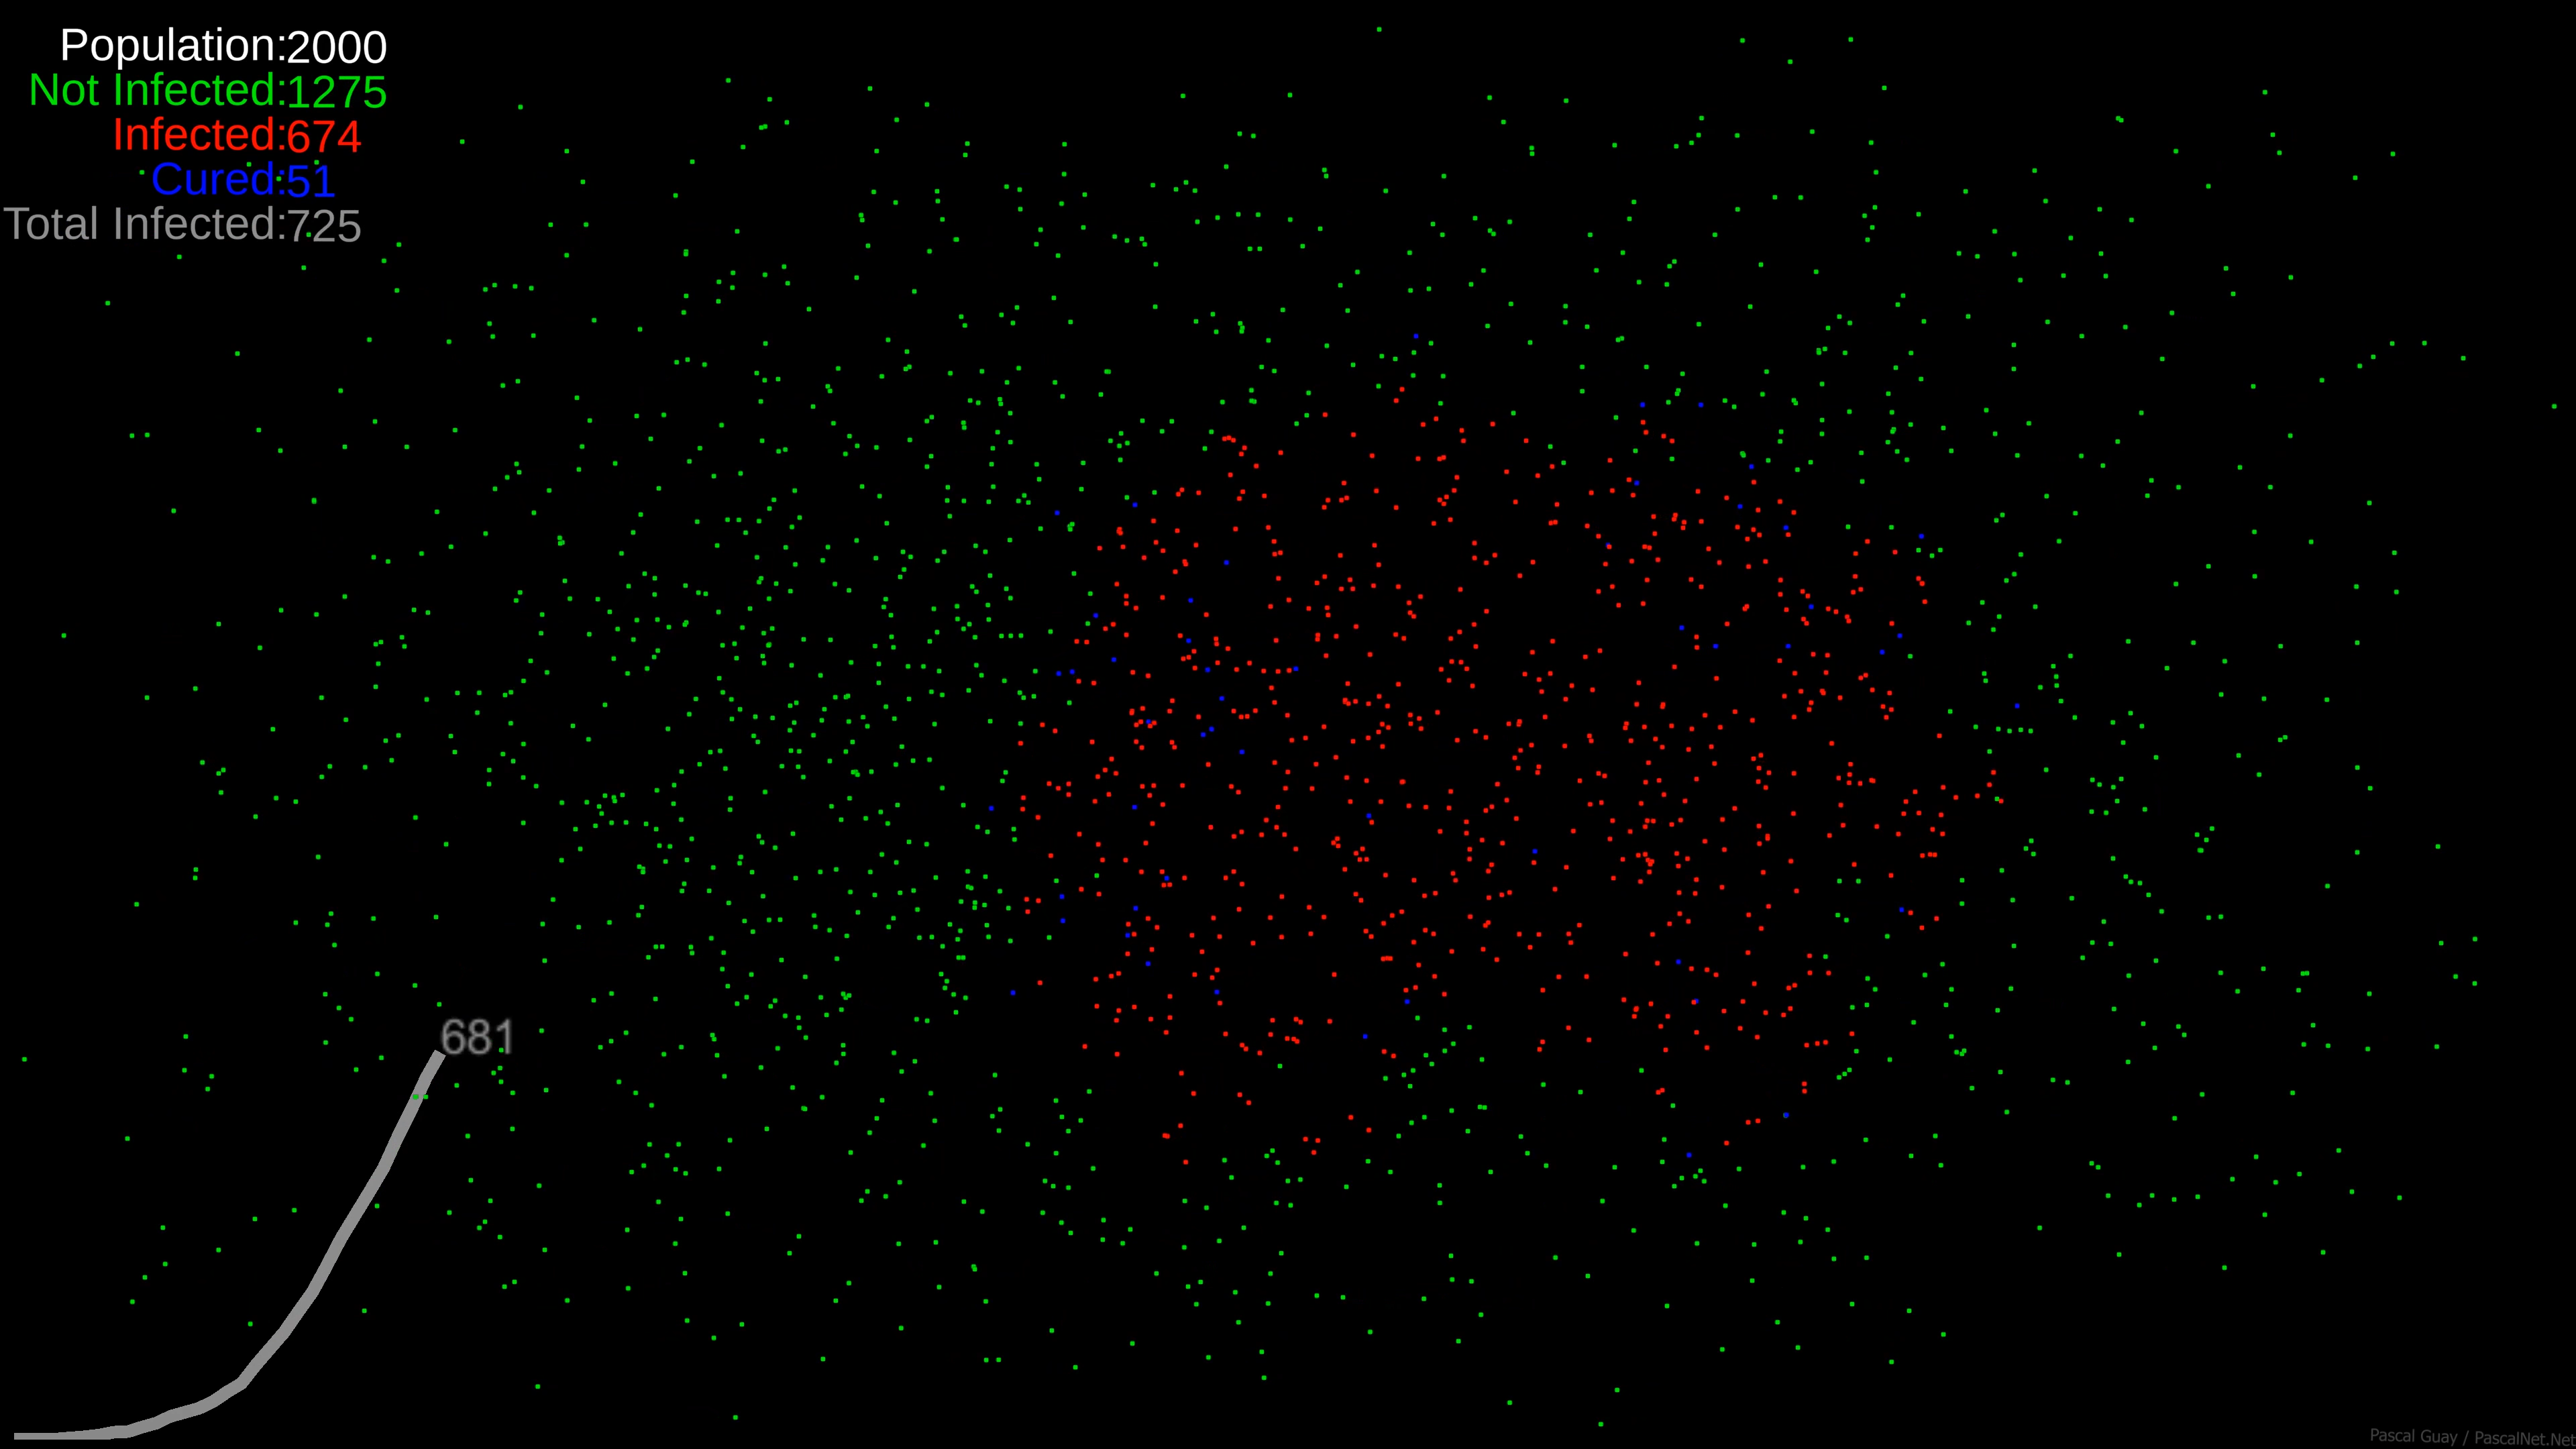 Population:2000
Not Infected:1275
Infected:674
Cured:51
Total Infected:725
681
Pascal Guay / PascalNet.Net